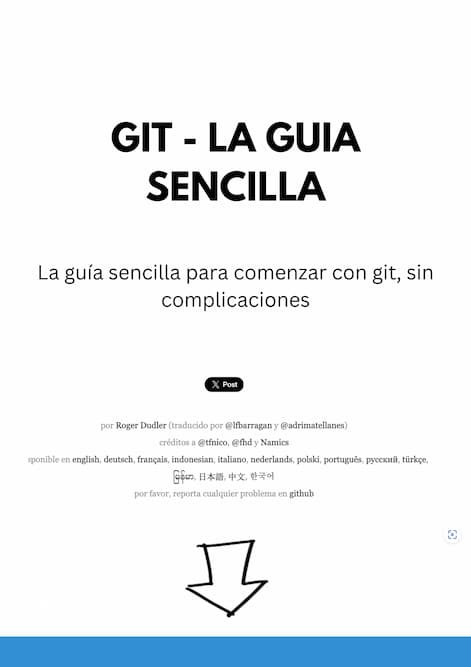 GIT - LA GUIA
SENCILLA
La guía sencilla para comenzar con git, sin
complicaciones
X Post
por Roger Dudler (traducido por @lfbarragan y @adrimatellanes)
créditos a @tfnico, @fhd y Namics
sponible en english, deutsch, français, indonesian, italiano, nederlands, polski, português, русский, türkçe,
မြန်မာ, 日本語, 中文, 한국어
por favor, reporta cualquier problema en github